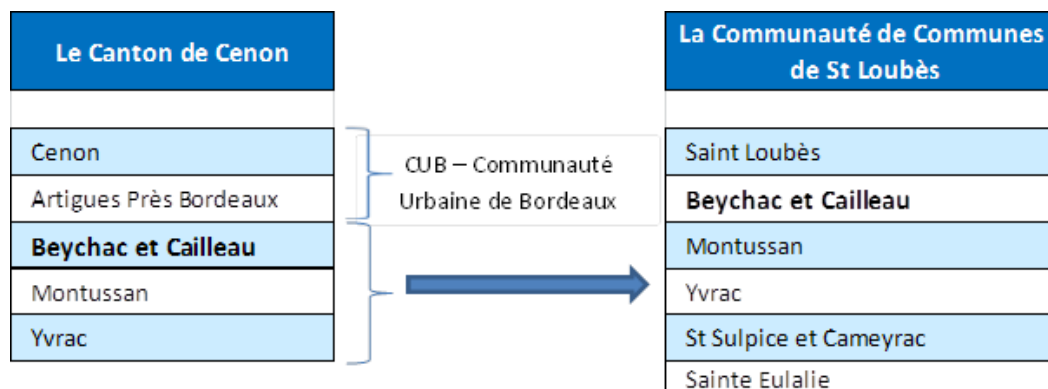 Le Canton de Cenon
Cenon
Artigues Près Bordeaux
Beychac et Cailleau
Montussan
Yvrac
CUB – Communauté
Urbaine de Bordeaux
La Communauté de Communes
de St Loubès
Saint Loubès
Beychac et Cailleau
Montussan
Yvrac
St Sulpice et Cameyrac
Sainte Eulalie